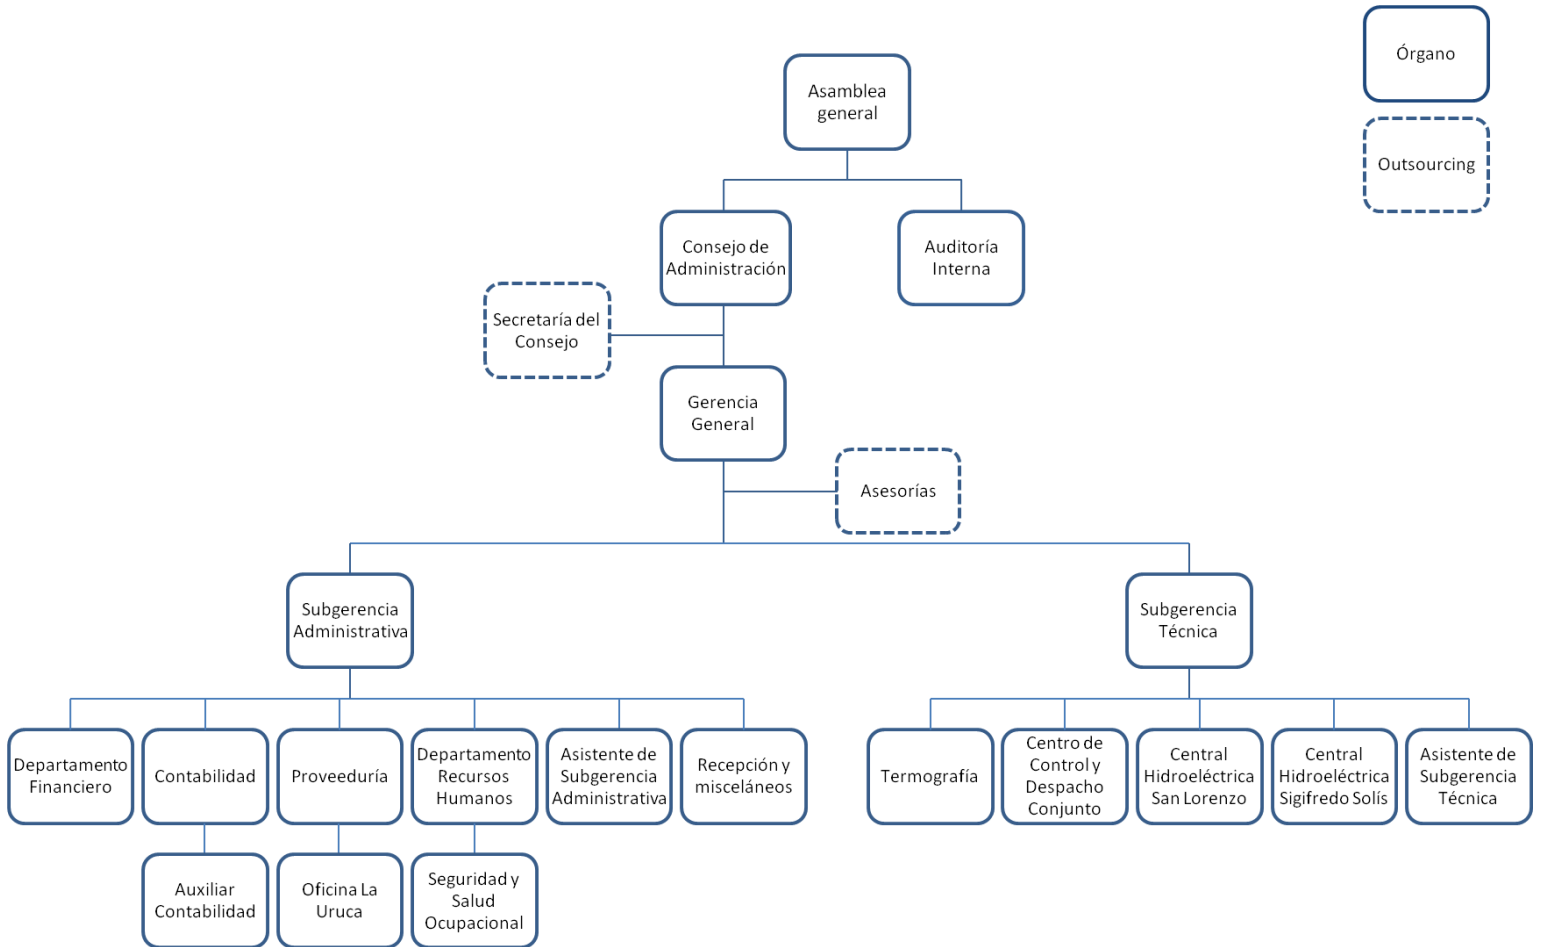 Órgano
Outsourcing
Asamblea
general
Consejo de
Administración
Auditoría
Interna
Secretaría del
Consejo
Gerencia
General
Asesorías
Subgerencia
Administrativa
Subgerencia
Técnica
Departamento
Financiero
Contabilidad
Proveeduría
Departamento
Recursos
Humanos
Asistente de
Subgerencia
Administrativa
Recepción y
misceláneos
Termografía
Centro de
Control y
Despacho
Conjunto
Central
Hidroeléctrica
San Lorenzo
Central
Hidroeléctrica
Sigifredo Solís
Asistente de
Subgerencia
Técnica
Auxiliar
Contabilidad
Oficina La
Uruca
Seguridad y
Salud
Ocupacional